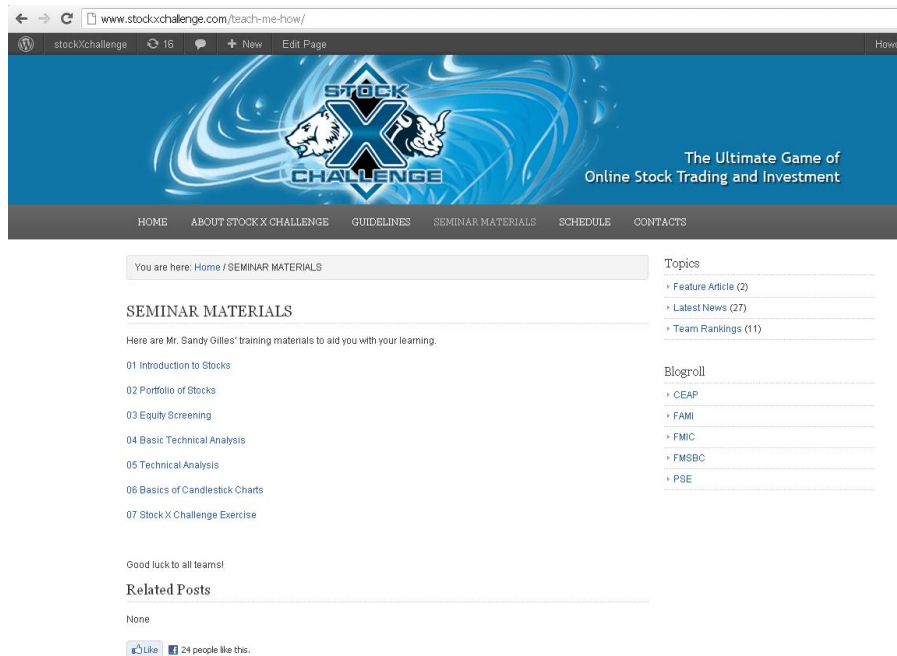 www.stockxchallenge.com/teach-me-how/
stockXchallenge 16 + New Edit Page
STOCK
X
CHALLENGE
The Ultimate Game of
Online Stock Trading and Investment
HOME ABOUT STOCK X CHALLENGE GUIDELINES SEMINAR MATERIALS SCHEDULE CONTACTS
You are here: Home / SEMINAR MATERIALS
SEMINAR MATERIALS
Here are Mr. Sandy Gilles' training materials to aid you with your learning.
01 Introduction to Stocks
02 Portfolio of Stocks
03 Equity Screening
04 Basic Technical Analysis
05 Technical Analysis
06 Basics of Candlestick Charts
07 Stock X Challenge Exercise
Good luck to all teams!
Related Posts
None
Like 24 people like this.
Topics
Feature Article (2)
Latest News (27)
Team Rankings (11)
Blogroll
CEAP
FAMI
FMIC
FMSBC
PSE